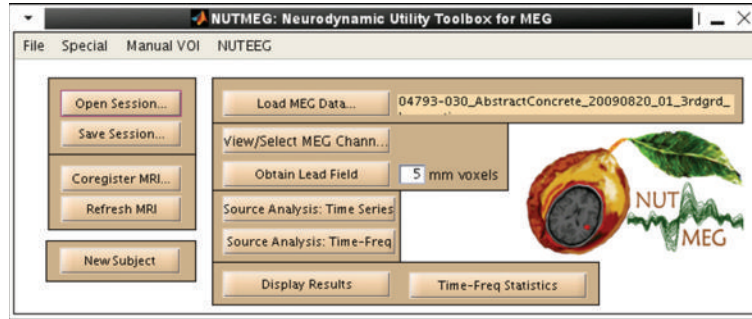 NUTMEG: Neurodynamic Utility Toolbox for MEG
File Special Manual VOI NUTEEG
Open Session...
Save Session...
Coregister MRI...
Refresh MRI
New Subject
Load MEG Data...
04793-030_AbstractConcrete_20090820_01_3rdgrd_
View/Select MEG Chann...
Obtain Lead Field
5 mm voxels
Source Analysis: Time Series
Source Analysis: Time-Freq
Display Results
Time-Freq Statistics
NUT
MEG